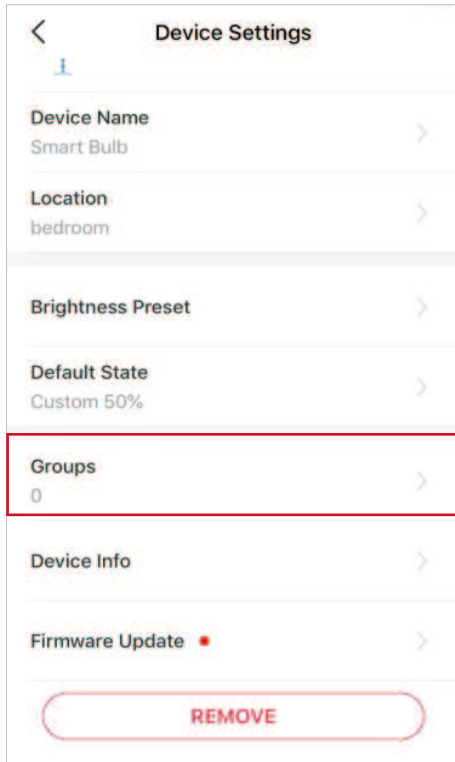 Device Settings
Device Name
Smart Bulb
Location
bedroom
Brightness Preset
Default State
Custom 50%
Groups
0
Device Info
Firmware Update
REMOVE